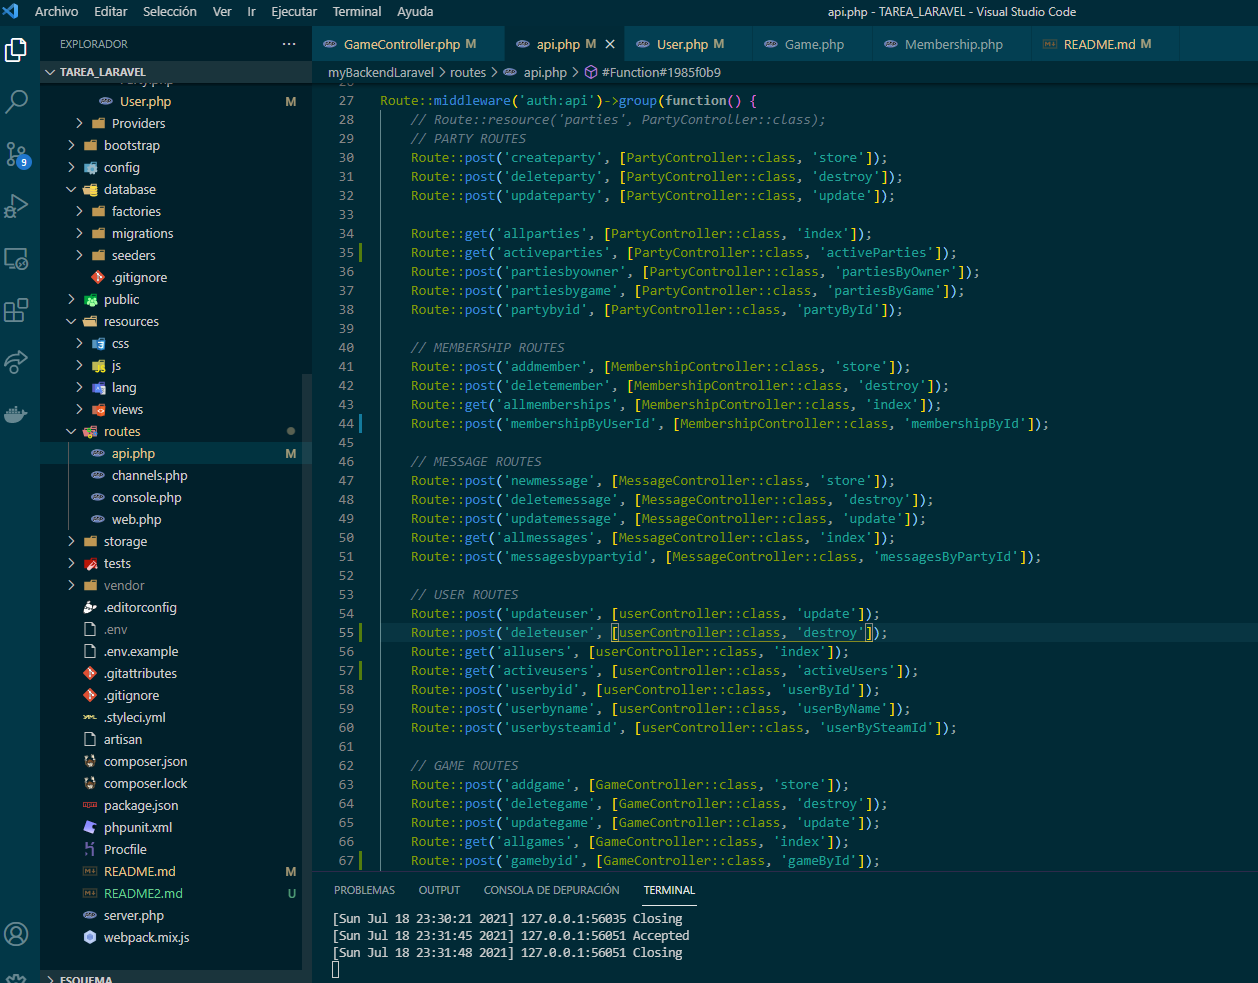 Archivo Editar Selección Ver Ir Ejecutar Terminal Ayuda api.php - TAREA_LARAVEL - Visual Studio Code
EXPLORADOR ···
TAREA_LARAVEL
User.php M
Providers
bootstrap
config
database
factories
migrations
seeders
.gitignore
public
resources
css
js
lang
views
routes
api.php M
channels.php
console.php
web.php
storage
tests
vendor
.editorconfig
.env
.env.example
.gitattributes
.gitignore
.styleci.yml
artisan
composer.json
composer.lock
package.json
phpunit.xml
Procfile
README.md M
README2.md U
server.php
webpack.mix.js
ESQUEMA
9
GameController.php M api.php M User.php M Game.php Membership.php README.md M
myBackendLaravel > routes > api.php > #Function#1985f0b9
27 Route::middleware('auth:api')->group(function() {
28 // Route::resource('parties', PartyController::class);
29 // PARTY ROUTES
30 Route::post('createparty', [PartyController::class, 'store']);
31 Route::post('deleteparty', [PartyController::class, 'destroy']);
32 Route::post('updateparty', [PartyController::class, 'update']);
33
34 Route::get('allparties', [PartyController::class, 'index']);
35 Route::get('activeparties', [PartyController::class, 'activeParties']);
36 Route::post('partiesbyowner', [PartyController::class, 'partiesByOwner']);
37 Route::post('partiesbygame', [PartyController::class, 'partiesByGame']);
38 Route::post('partybyid', [PartyController::class, 'partyById']);
39
40 // MEMBERSHIP ROUTES
41 Route::post('addmember', [MembershipController::class, 'store']);
42 Route::post('deletemember', [MembershipController::class, 'destroy']);
43 Route::get('allmemberships', [MembershipController::class, 'index']);
44 Route::post('membershipByUserId', [MembershipController::class, 'membershipById']);
45
46 // MESSAGE ROUTES
47 Route::post('newmessage', [MessageController::class, 'store']);
48 Route::post('deletemessage', [MessageController::class, 'destroy']);
49 Route::post('updatemessage', [MessageController::class, 'update']);
50 Route::get('allmessages', [MessageController::class, 'index']);
51 Route::post('messagesbypartyid', [MessageController::class, 'messagesByPartyId']);
52
53 // USER ROUTES
54 Route::post('updateuser', [userController::class, 'update']);
55 Route::post('deleteuser', [userController::class, 'destroy']);
56 Route::get('allusers', [userController::class, 'index']);
57 Route::get('activeusers', [userController::class, 'activeUsers']);
58 Route::post('userbyid', [userController::class, 'userById']);
59 Route::post('userbyname', [userController::class, 'userByName']);
60 Route::post('userbysteamid', [userController::class, 'userBySteamId']);
61
62 // GAME ROUTES
63 Route::post('addgame', [GameController::class, 'store']);
64 Route::post('deletegame', [GameController::class, 'destroy']);
65 Route::post('updategame', [GameController::class, 'update']);
66 Route::get('allgames', [GameController::class, 'index']);
67 Route::post('gamebyid', [GameController::class, 'gameById']);
PROBLEMAS OUTPUT CONSOLA DE DEPURACIÓN TERMINAL
[Sun Jul 18 23:30:21 2021] 127.0.0.1:56035 Closing
[Sun Jul 18 23:31:45 2021] 127.0.0.1:56051 Accepted
[Sun Jul 18 23:31:48 2021] 127.0.0.1:56051 Closing